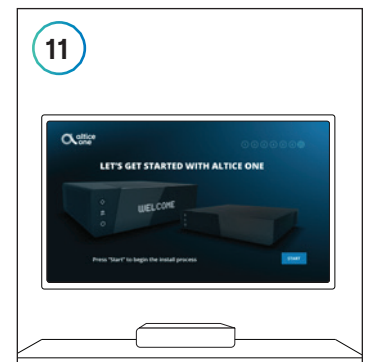 11
altice
one
LET'S GET STARTED WITH ALTICE ONE
WELCOME
Press "Start" to begin the install process
START